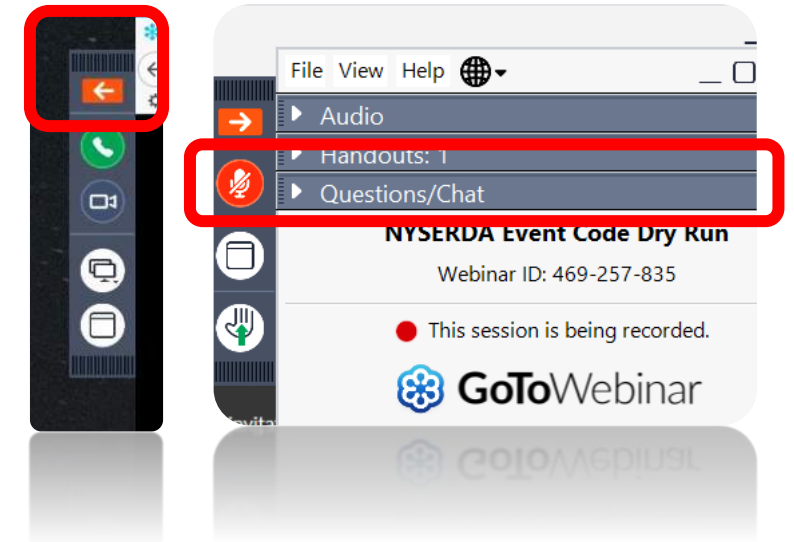 File View Help
Audio
Handouts: 1
Questions/Chat
NYSERDA Event Code Dry Run
Webinar ID: 469-257-835
This session is being recorded.
GoToWebinar